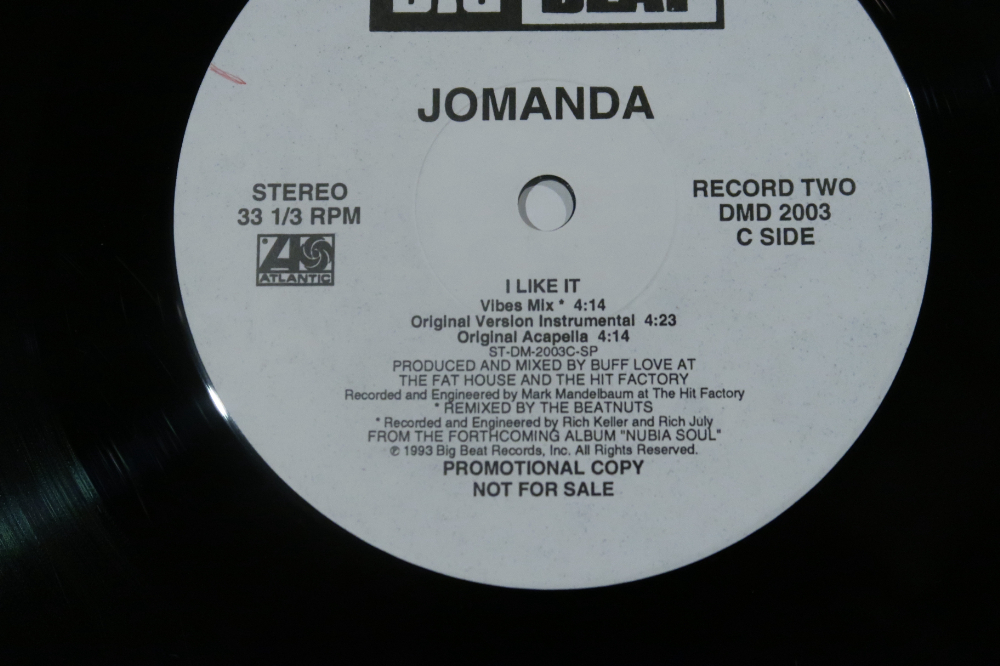 BIG BEAT
JOMANDA
STEREO
33 1/3 RPM
ATLANTIC
RECORD TWO
DMD 2003
C SIDE
I LIKE IT
Vibes Mix * 4:14
Original Version Instrumental 4:23
Original Acapella 4:14
ST-DM-2003C-SP
PRODUCED AND MIXED BY BUFF LOVE AT
THE FAT HOUSE AND THE HIT FACTORY
Recorded and Engineered by Mark Mandelbaum at The Hit Factory
* REMIXED BY THE BEATNUTS
* Recorded and Engineered by Rich Keller and Rich July
FROM THE FORTHCOMING ALBUM "NUBIA SOUL"
℗ 1993 Big Beat Records, Inc. All Rights Reserved.
PROMOTIONAL COPY
NOT FOR SALE